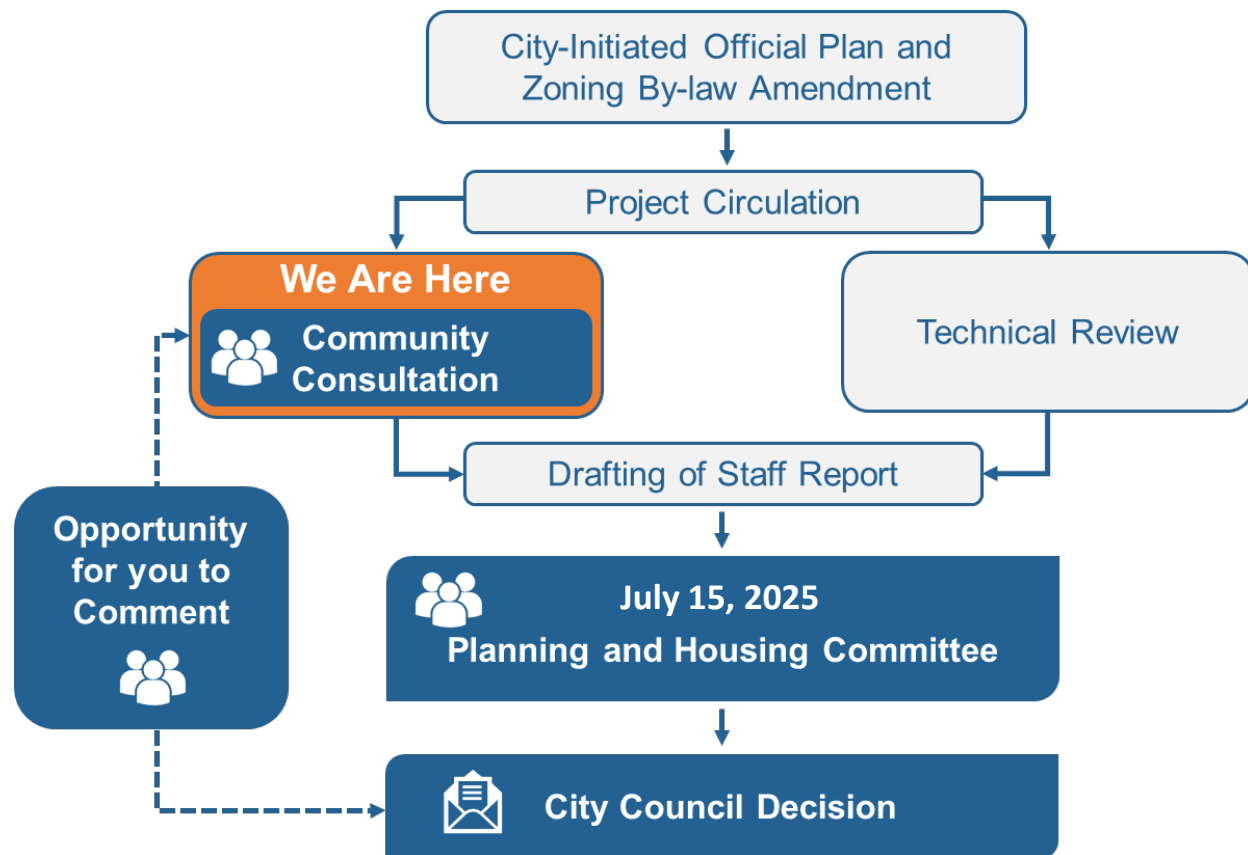 City-Initiated Official Plan and
Zoning By-law Amendment
Project Circulation
We Are Here
Community
Consultation
Technical Review
Drafting of Staff Report
Opportunity
for you to
Comment
July 15, 2025
Planning and Housing Committee
City Council Decision